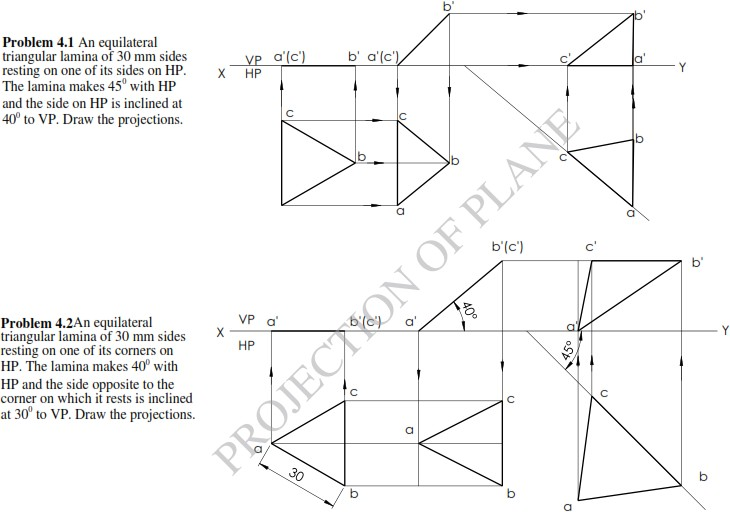 Problem 4.1 An equilateral
triangular lamina of 30 mm sides
resting on one of its sides on HP.
The lamina makes 45⁰ with HP
and the side on HP is inclined at
40⁰ to VP. Draw the projections.
b'
b'
X VP a'(c') b' a'(c') c' a' Y
HP
c c
b b b
c
a a
PROJECTION OF PLANE
Problem 4.2An equilateral
triangular lamina of 30 mm sides
resting on one of its corners on
HP. The lamina makes 40⁰ with
HP and the side opposite to the
corner on which it rests is inclined
at 30⁰ to VP. Draw the projections.
b'(c') c' b'
40°
X VP a' b'(c') a' a' Y
HP
45°
c c c
a a
30
b b b
a